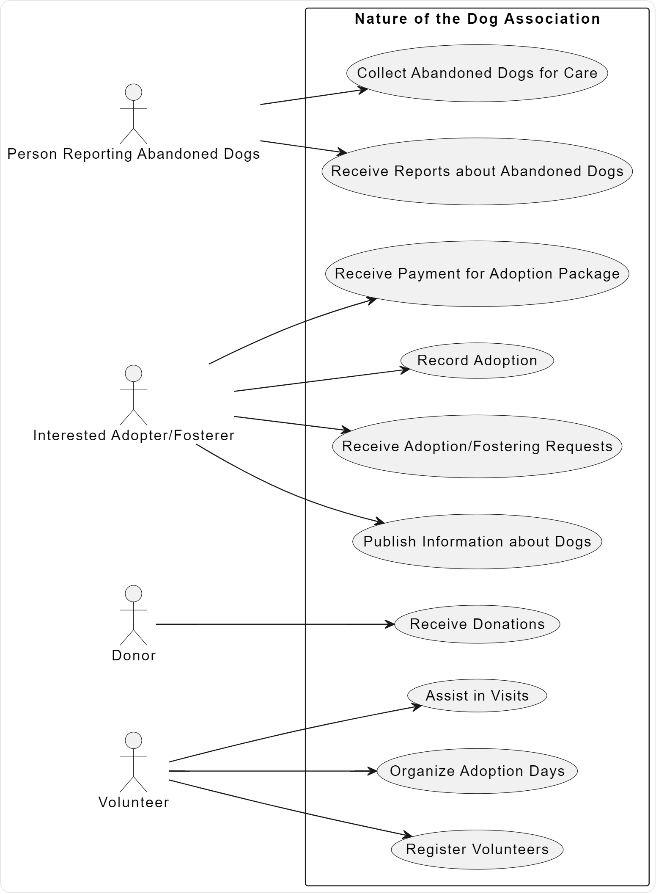 Nature of the Dog Association
Collect Abandoned Dogs for Care
Person Reporting Abandoned Dogs
Receive Reports about Abandoned Dogs
Receive Payment for Adoption Package
Record Adoption
Interested Adopter/Fosterer
Receive Adoption/Fostering Requests
Publish Information about Dogs
Receive Donations
Donor
Assist in Visits
Organize Adoption Days
Volunteer
Register Volunteers